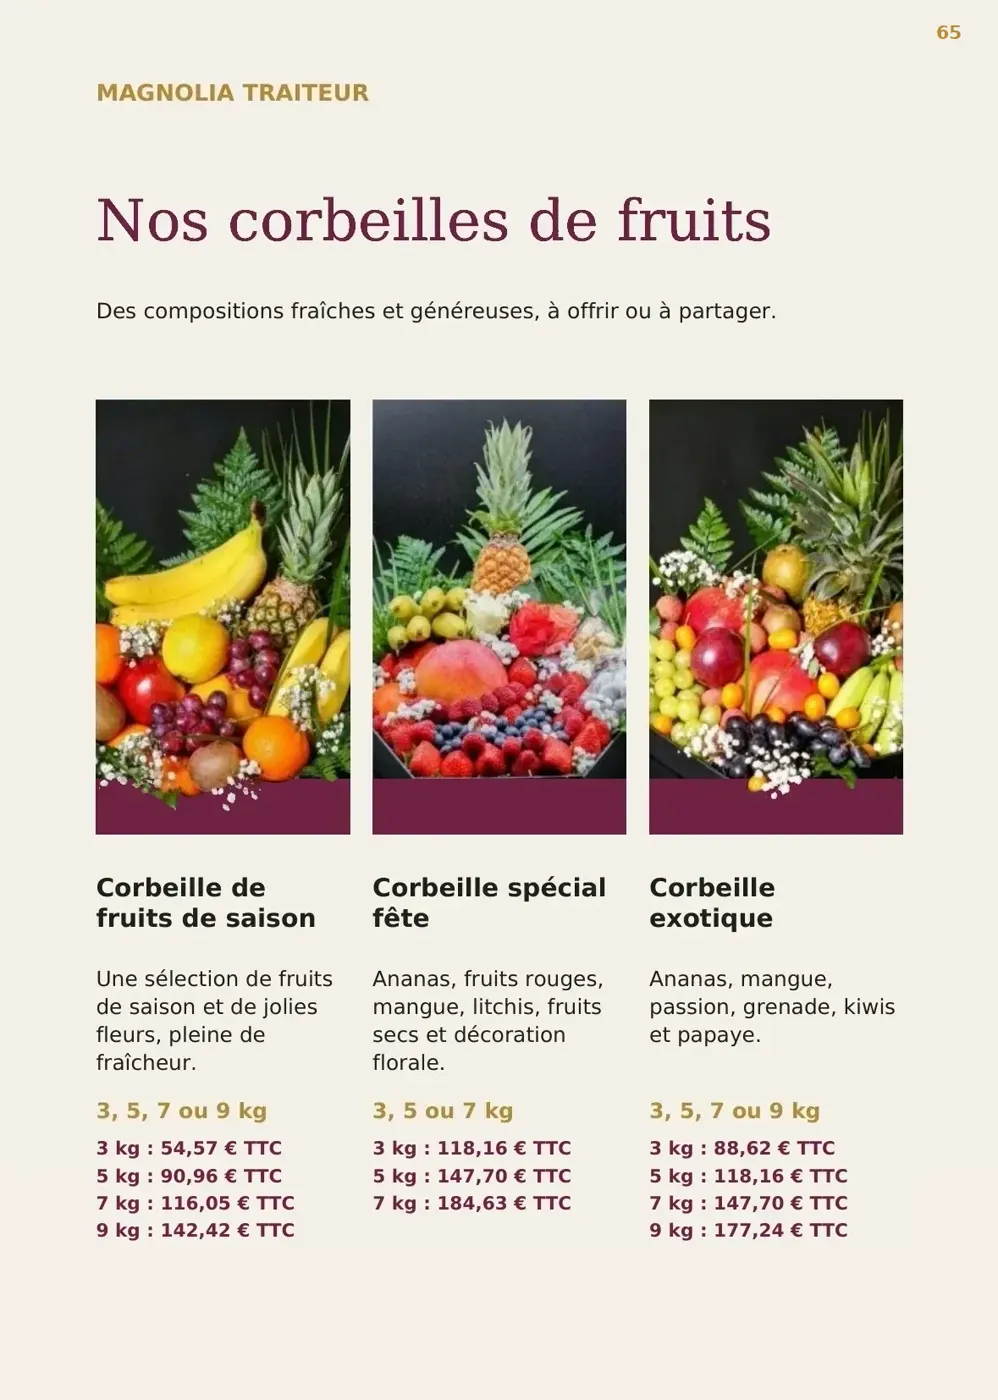 65
MAGNOLIA TRAITEUR
Nos corbeilles de fruits
Des compositions fraîches et généreuses, à offrir ou à partager.
Corbeille de
fruits de saison
Une sélection de fruits
de saison et de jolies
fleurs, pleine de
fraîcheur.
3, 5, 7 ou 9 kg
3 kg : 54,57 € TTC
5 kg : 90,96 € TTC
7 kg : 116,05 € TTC
9 kg : 142,42 € TTC
Corbeille spécial
fête
Ananas, fruits rouges,
mangue, litchis, fruits
secs et décoration
florale.
3, 5 ou 7 kg
3 kg : 118,16 € TTC
5 kg : 147,70 € TTC
7 kg : 184,63 € TTC
Corbeille
exotique
Ananas, mangue,
passion, grenade, kiwis
et papaye.
3, 5, 7 ou 9 kg
3 kg : 88,62 € TTC
5 kg : 118,16 € TTC
7 kg : 147,70 € TTC
9 kg : 177,24 € TTC